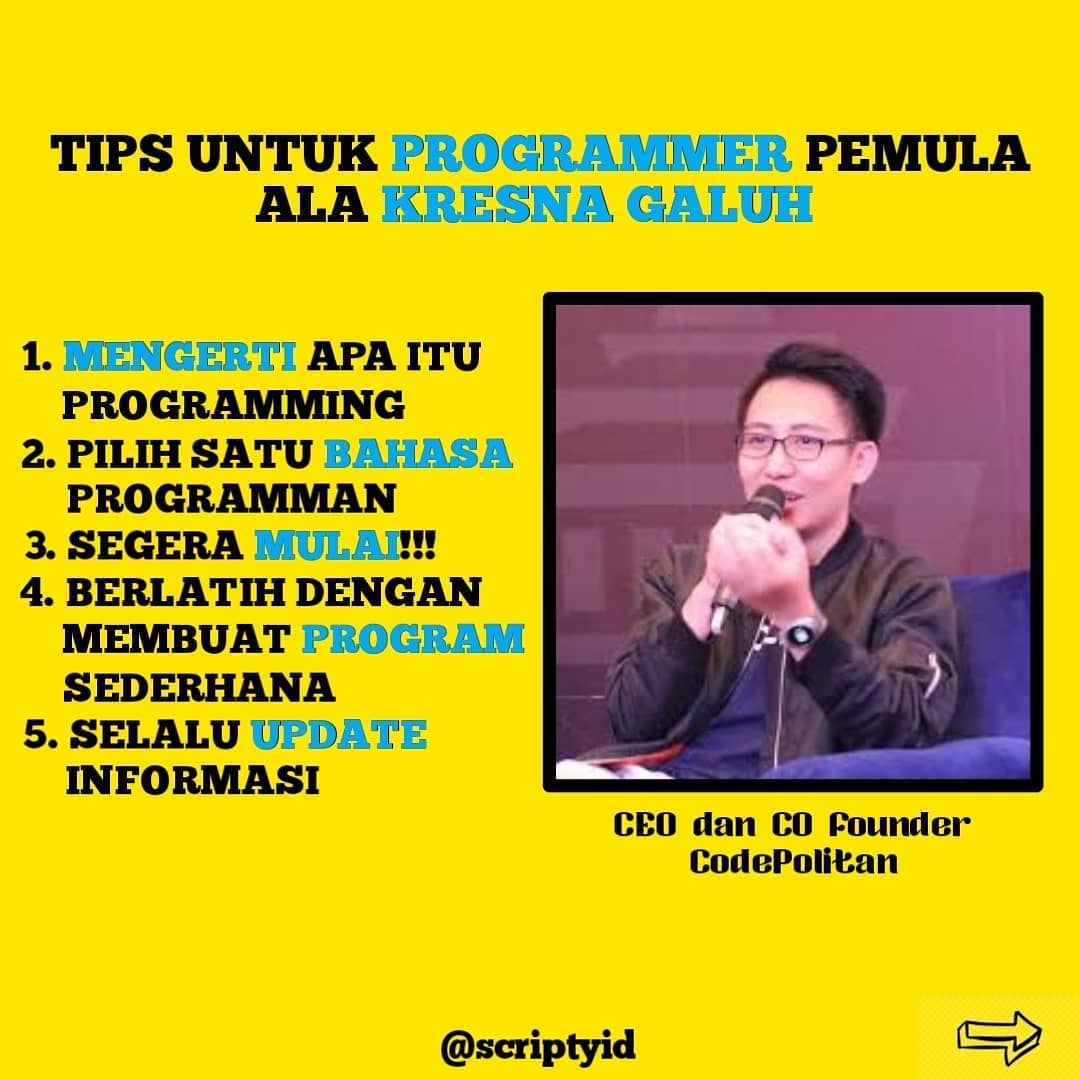 TIPS UNTUK PROGRAMMER PEMULA
ALA KRESNA GALUH
1. MENGERTI APA ITU
PROGRAMMING
2. PILIH SATU BAHASA
PROGRAMMAN
3. SEGERA MULAI!!!
4. BERLATIH DENGAN
MEMBUAT PROGRAM
SEDERHANA
5. SELALU UPDATE
INFORMASI
CEO dan CO founder
CodePolitan
@scriptyid